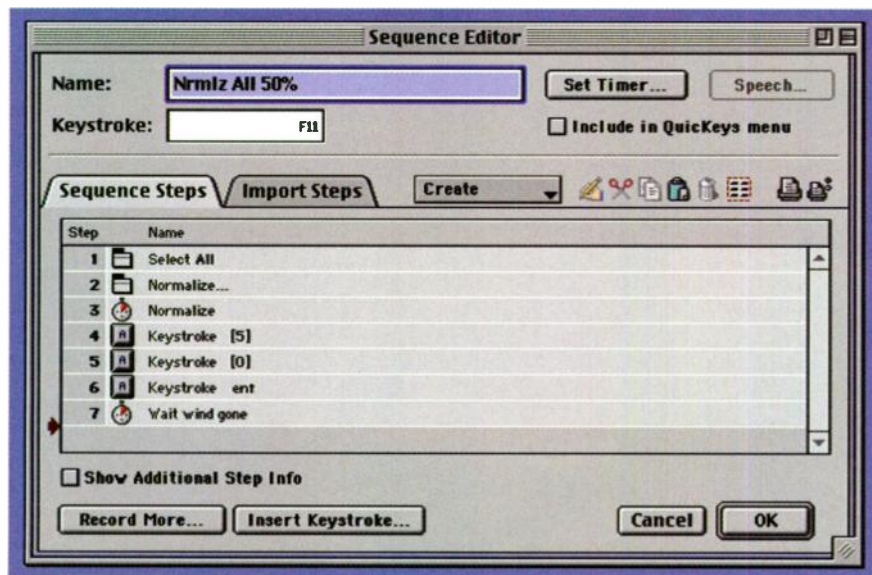 Sequence Editor
Name: Nrmlz All 50% Set Timer... Speech...
Keystroke: F11 Include in QuicKeys menu
Sequence Steps Import Steps Create
Step Name
1 Select All
2 Normalize...
3 Normalize
4 A Keystroke [5]
5 A Keystroke [0]
6 A Keystroke ent
7 Wait wind gone
Show Additional Step Info
Record More... Insert Keystroke... Cancel OK